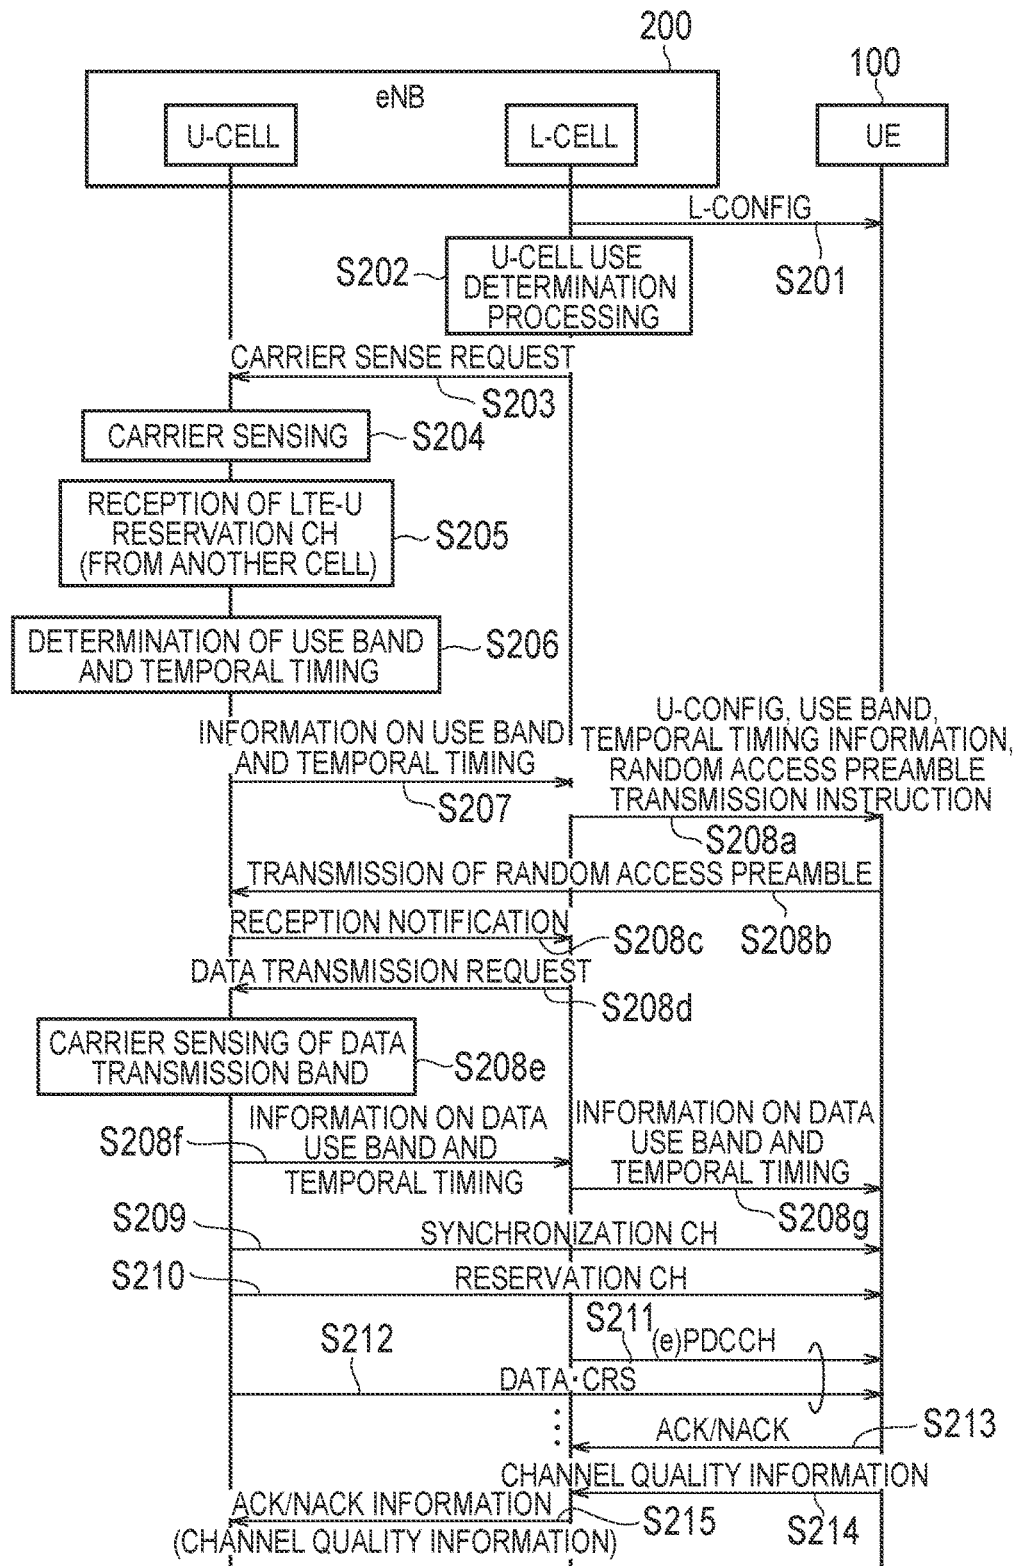 200
100
eNB
U-CELL
L-CELL
UE
L-CONFIG
S201
S202
U-CELL USE
DETERMINATION
PROCESSING
CARRIER SENSE REQUEST
S203
CARRIER SENSING
S204
RECEPTION OF LTE-U
RESERVATION CH
(FROM ANOTHER CELL)
S205
DETERMINATION OF USE BAND
AND TEMPORAL TIMING
S206
INFORMATION ON USE BAND
AND TEMPORAL TIMING
S207
U-CONFIG, USE BAND,
TEMPORAL TIMING INFORMATION,
RANDOM ACCESS PREAMBLE
TRANSMISSION INSTRUCTION
S208a
TRANSMISSION OF RANDOM ACCESS PREAMBLE
S208b
RECEPTION NOTIFICATION
S208c
DATA TRANSMISSION REQUEST
S208d
CARRIER SENSING OF DATA
TRANSMISSION BAND
S208e
S208f
INFORMATION ON DATA
USE BAND AND
TEMPORAL TIMING
INFORMATION ON DATA
USE BAND AND
TEMPORAL TIMING
S208g
S209
SYNCHRONIZATION CH
S210
RESERVATION CH
S211
(e)PDCCH
S212
DATA·CRS
ACK/NACK
S213
CHANNEL QUALITY INFORMATION
S214
ACK/NACK INFORMATION
(CHANNEL QUALITY INFORMATION)
S215